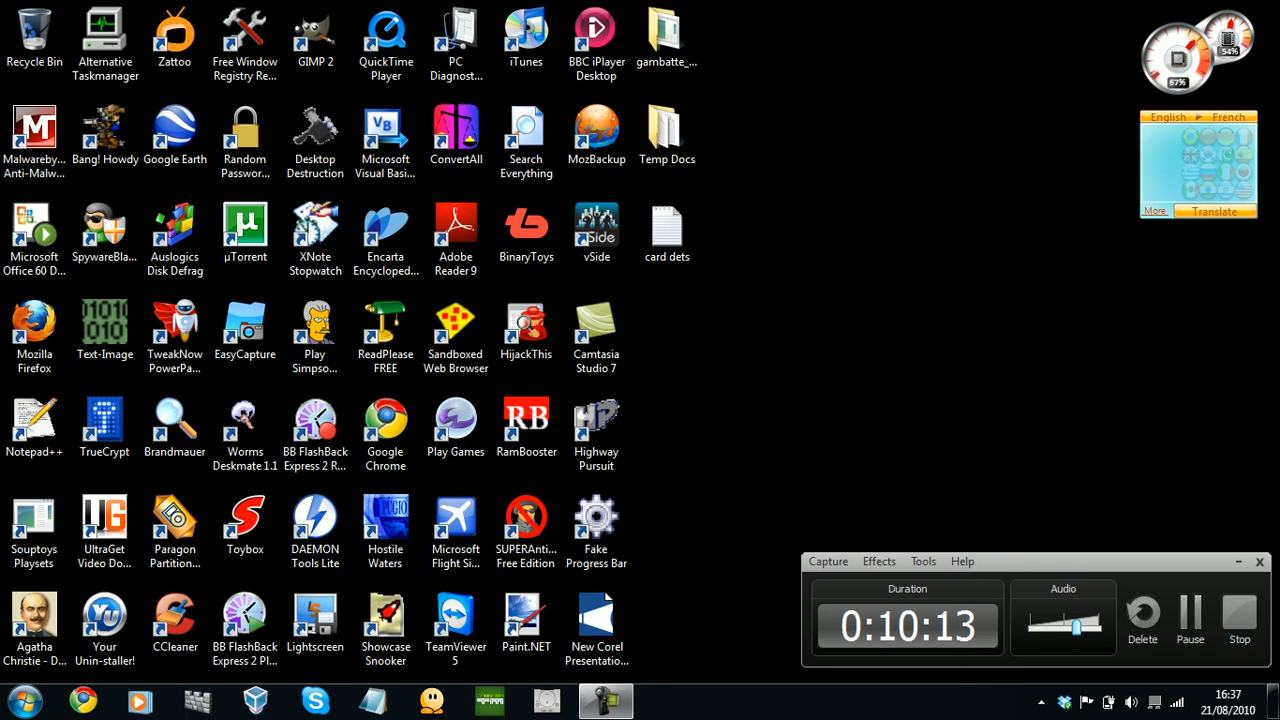 Recycle Bin
Alternative
Taskmanager
Zattoo
Free Window
Registry Re...
GIMP 2
QuickTime
Player
PC
Diagnost...
iTunes
BBC iPlayer
Desktop
gambatte_...
Malwareby...
Anti-Malw...
Bang! Howdy
Google Earth
Random
Passwor...
Desktop
Destruction
Microsoft
Visual Basi...
ConvertAll
Search
Everything
MozBackup
Temp Docs
Microsoft
Office 60 D...
SpywareBla...
Auslogics
Disk Defrag
µTorrent
XNote
Stopwatch
Encarta
Encycloped...
Adobe
Reader 9
BinaryToys
vSide
card dets
Mozilla
Firefox
Text-Image
TweakNow
PowerPa...
EasyCapture
Play
Simpso...
ReadPlease
FREE
Sandboxed
Web Browser
HijackThis
Camtasia
Studio 7
Notepad++
TrueCrypt
Brandmauer
Worms
Deskmate 1.1
BB FlashBack
Express 2 R...
Google
Chrome
Play Games
RamBooster
Highway
Pursuit
Souptoys
Playsets
UltraGet
Video Do...
Paragon
Partition...
Toybox
DAEMON
Tools Lite
Hostile
Waters
Microsoft
Flight Si...
SUPERAnti...
Free Edition
Fake
Progress Bar
Agatha
Christie - D...
Your
Unin-staller!
CCleaner
BB FlashBack
Express 2 Pl...
Lightscreen
Showcase
Snooker
TeamViewer
5
Paint.NET
New Corel
Presentatio...
67%
54%
English French
More
Translate
Capture Effects Tools Help
Duration
0:10:13
Audio
Delete
Pause
Stop
16:37
21/08/2010